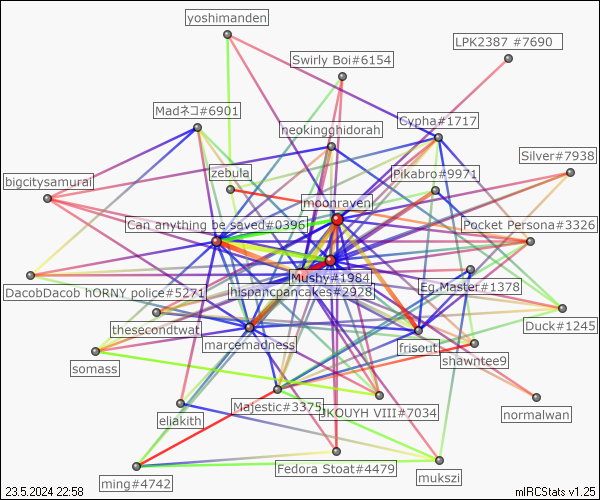 yoshimanden
LPK2387 #7690
Swirly Boi#6154
Madネコ#6901
Cypha#1717
neokingghidorah
Silver#7938
zebula
Pikabro#9971
bigcitysamurai
moonraven
Can anything be saved#0396
Pocket Persona#3326
Mushy#1984
Eg.Master#1378
DacobDacob hORNY police#5271
hispancpancakes#2928
thesecondtwat
Duck#1245
marcemadness
frisout
shawntee9
somass
Majestic#3375
JKOUYH VIII#7034
normalwan
eliakith
Fedora Stoat#4479
mukszi
ming#4742
23.5.2024 22:58
mIRCStats v1.25